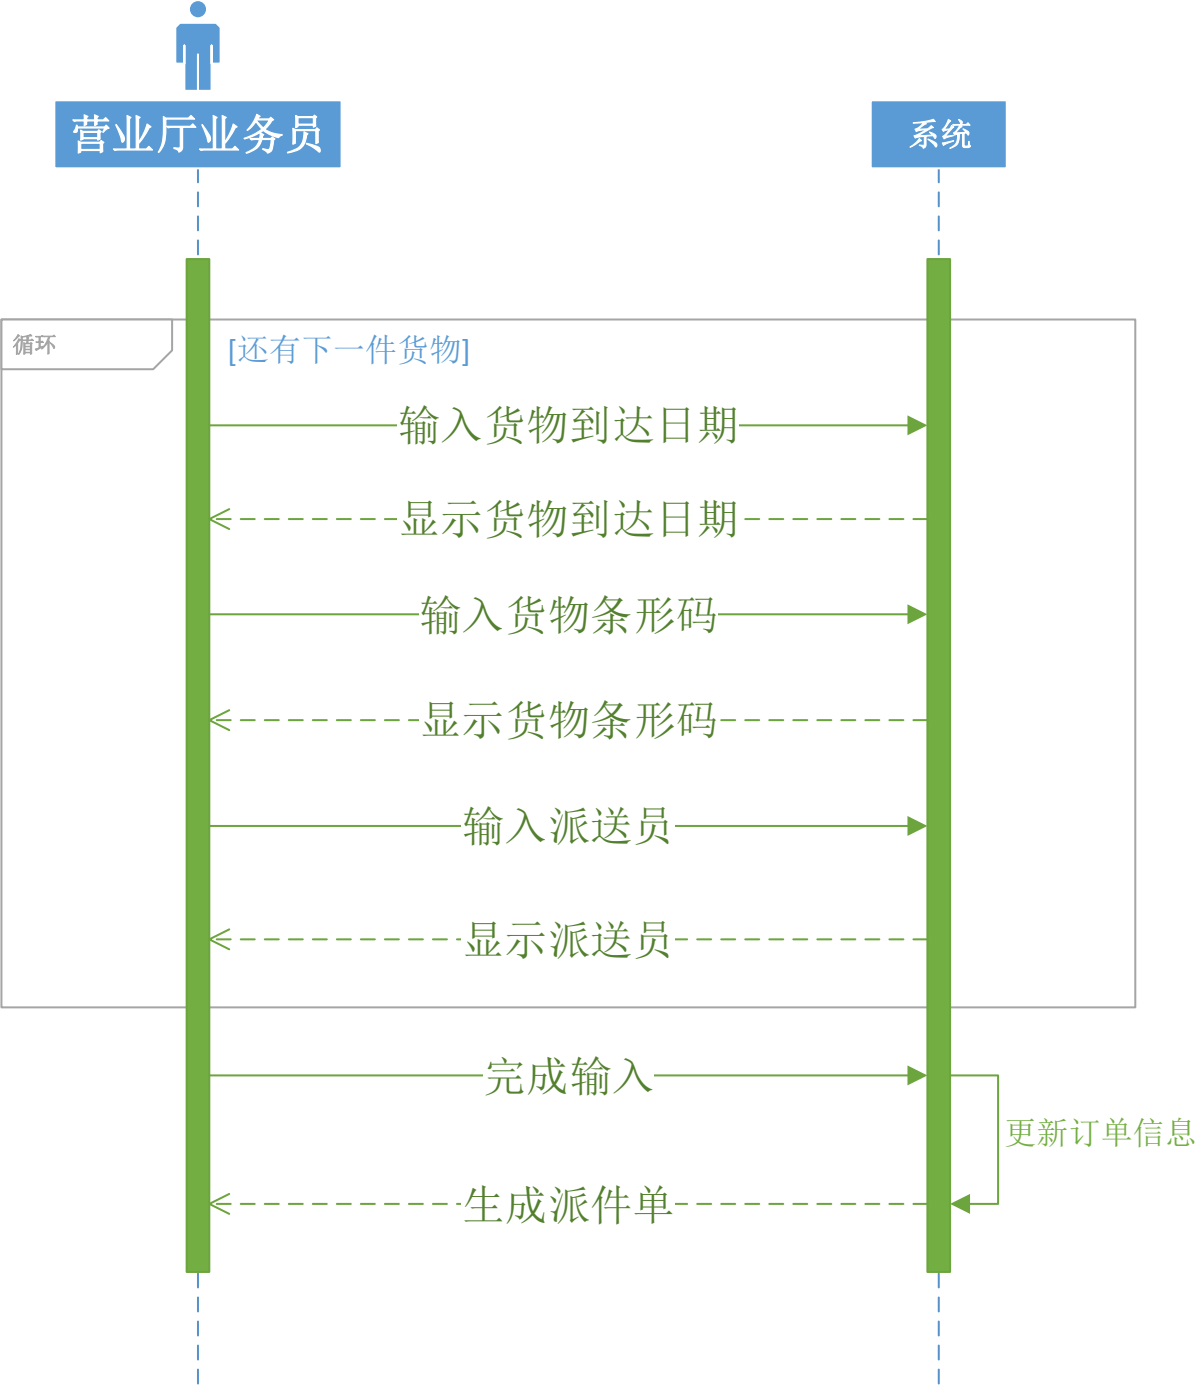 营业厅业务员
系统
循环
[还有下一件货物]
输入货物到达日期
显示货物到达日期
输入货物条形码
显示货物条形码
输入派送员
显示派送员
完成输入
更新订单信息
生成派件单